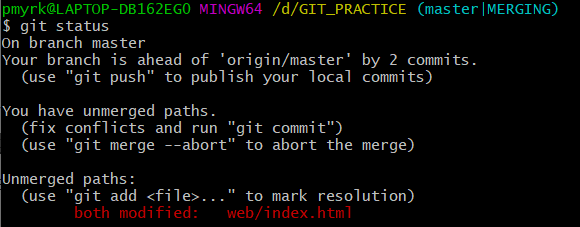 pmyrk@LAPTOP-DB162EGO MINGW64 /d/GIT_PRACTICE (master|MERGING)
$ git status
On branch master
Your branch is ahead of 'origin/master' by 2 commits.
  (use "git push" to publish your local commits)

You have unmerged paths.
  (fix conflicts and run "git commit")
  (use "git merge --abort" to abort the merge)

Unmerged paths:
  (use "git add <file>..." to mark resolution)
        both modified:   web/index.html